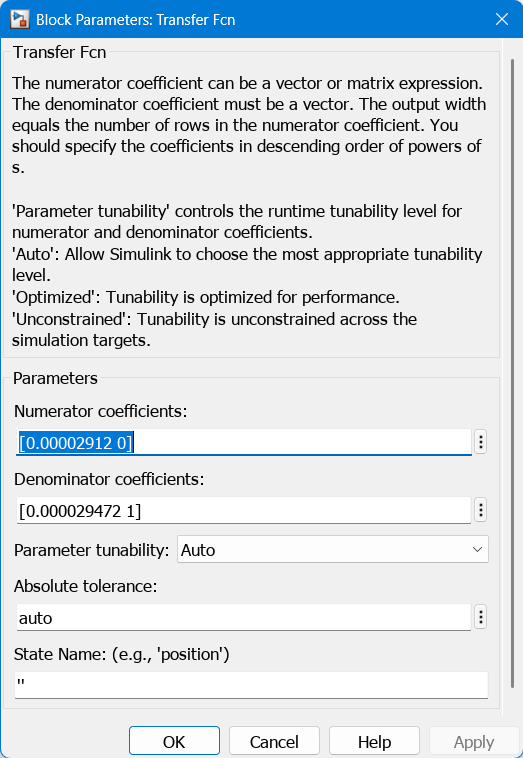 Block Parameters: Transfer Fcn
Transfer Fcn
The numerator coefficient can be a vector or matrix expression.
The denominator coefficient must be a vector. The output width
equals the number of rows in the numerator coefficient. You
should specify the coefficients in descending order of powers of
s.
'Parameter tunability' controls the runtime tunability level for
numerator and denominator coefficients.
'Auto': Allow Simulink to choose the most appropriate tunability
level.
'Optimized': Tunability is optimized for performance.
'Unconstrained': Tunability is unconstrained across the
simulation targets.
Parameters
Numerator coefficients:
[0.00002912 0]
Denominator coefficients:
[0.000029472 1]
Parameter tunability: Auto
Absolute tolerance:
auto
State Name: (e.g., 'position')
''
OK Cancel Help Apply